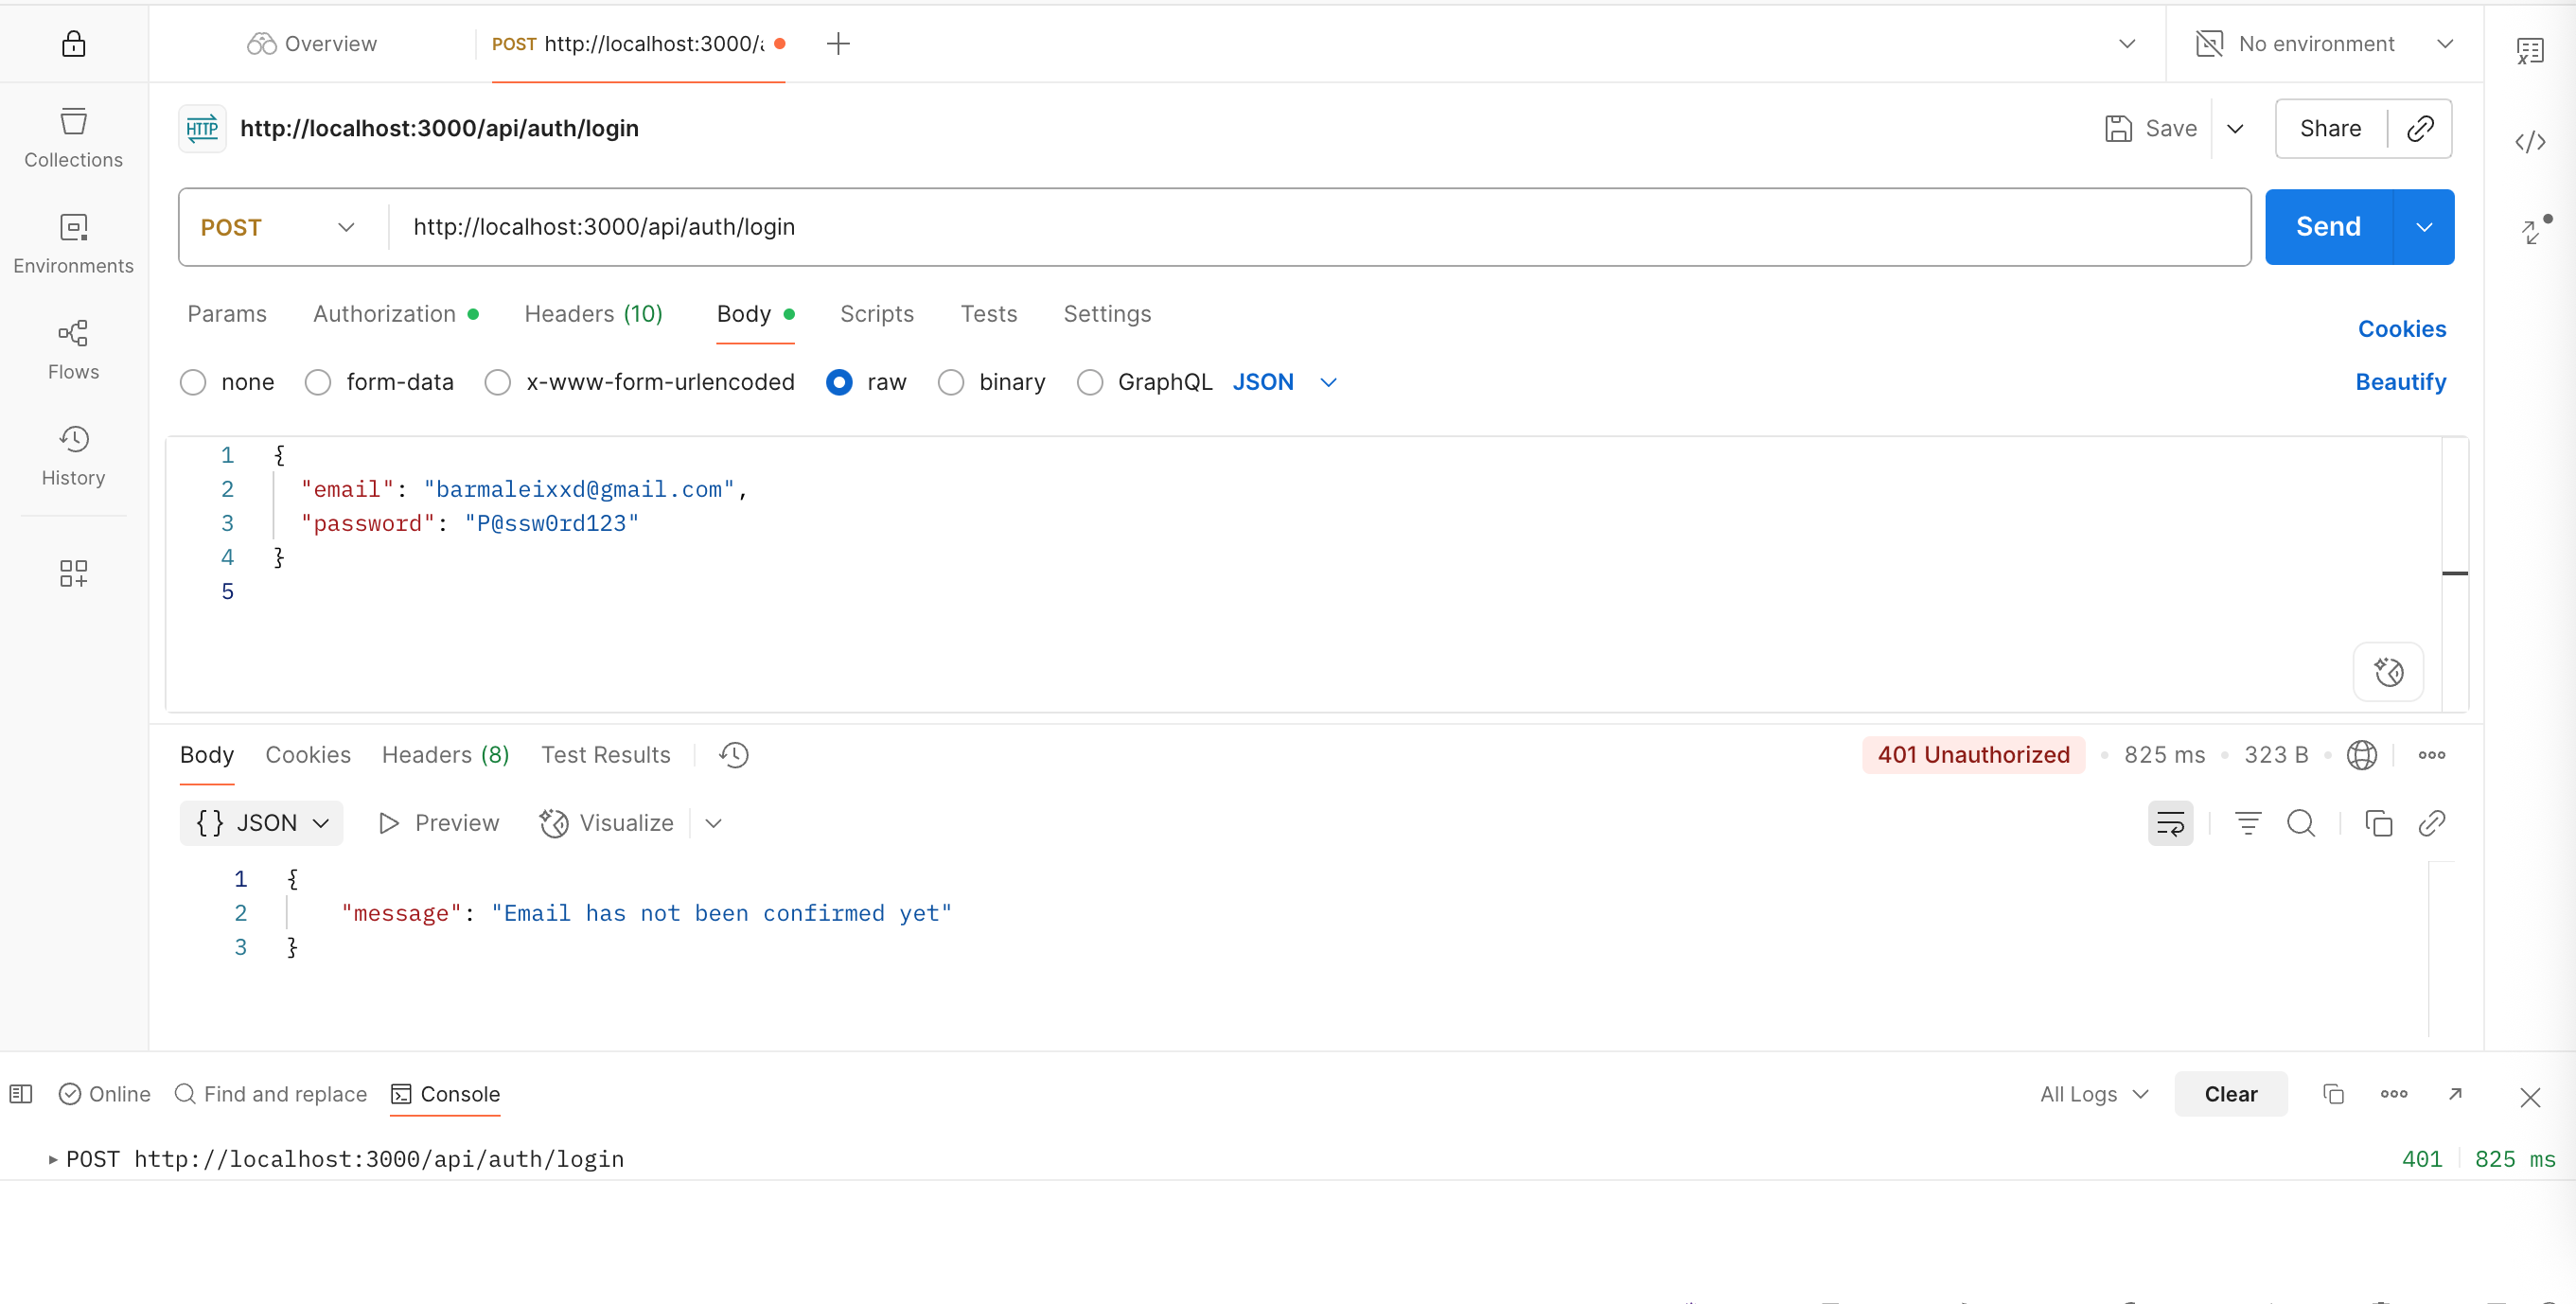 Overview
POST http://localhost:3000/
No environment
Collections
Environments
Flows
History
HTTP http://localhost:3000/api/auth/login
Save
Share
POST
http://localhost:3000/api/auth/login
Send
Params Authorization Headers (10) Body Scripts Tests Settings
Cookies
none form-data x-www-form-urlencoded raw binary GraphQL JSON
Beautify
1 {
2 "email": "barmaleixxd@gmail.com",
3 "password": "P@ssw0rd123"
4 }
5
Body Cookies Headers (8) Test Results
401 Unauthorized • 825 ms • 323 B •
{} JSON Preview Visualize
1 {
2 "message": "Email has not been confirmed yet"
3 }
Online Find and replace Console
All Logs Clear
POST http://localhost:3000/api/auth/login
401 825 ms